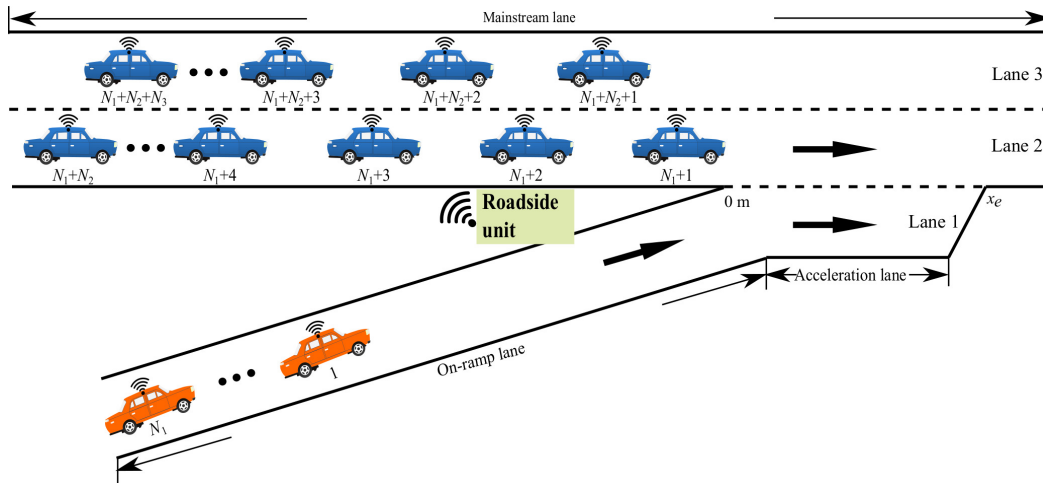 Mainstream lane
Lane 3
N1+N2+N3
N1+N2+3
N1+N2+2
N1+N2+1
Lane 2
N1+N2
N1+4
N1+3
N1+2
N1+1
Roadside
unit
0 m
xe
Lane 1
Acceleration lane
On-ramp lane
1
N1